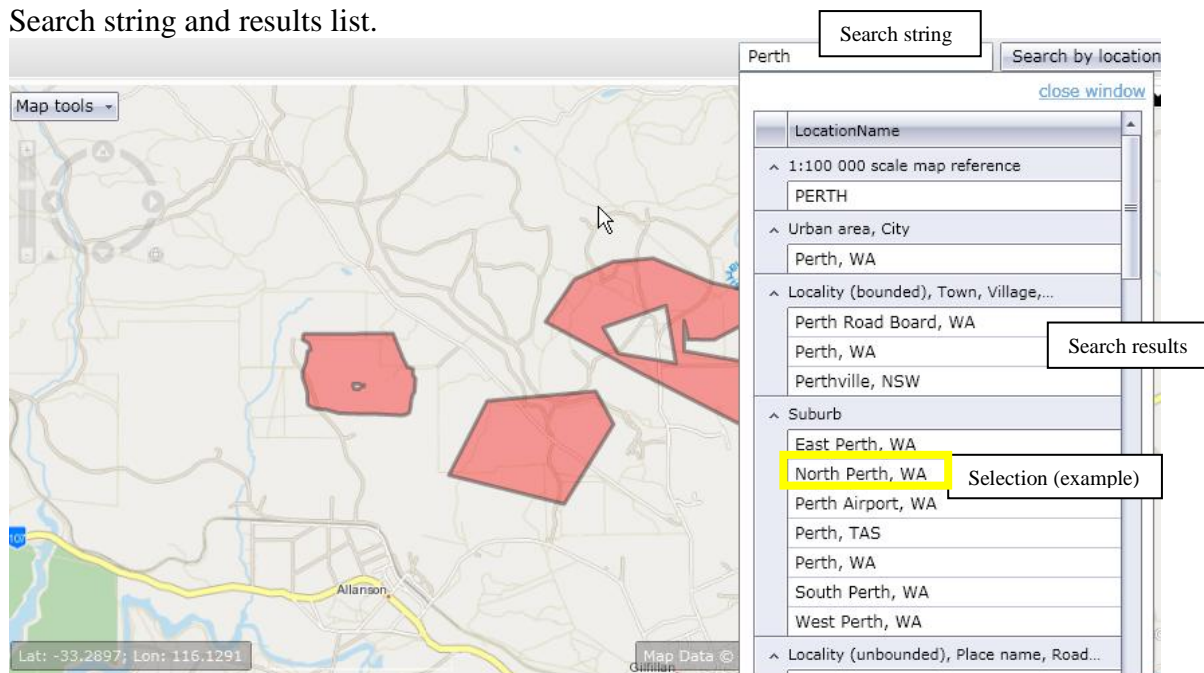 Search string and results list.
Search string
Perth
Search by location
close window
Map tools
LocationName
1:100 000 scale map reference
PERTH
Urban area, City
Perth, WA
Locality (bounded), Town, Village,...
Perth Road Board, WA
Perth, WA
Perthville, NSW
Search results
Suburb
East Perth, WA
North Perth, WA
Selection (example)
Perth Airport, WA
Perth, TAS
Perth, WA
South Perth, WA
West Perth, WA
Locality (unbounded), Place name, Road...
107
Allanson
Lat: -33.2897; Lon: 116.1291
Map Data ©
Gilfillan